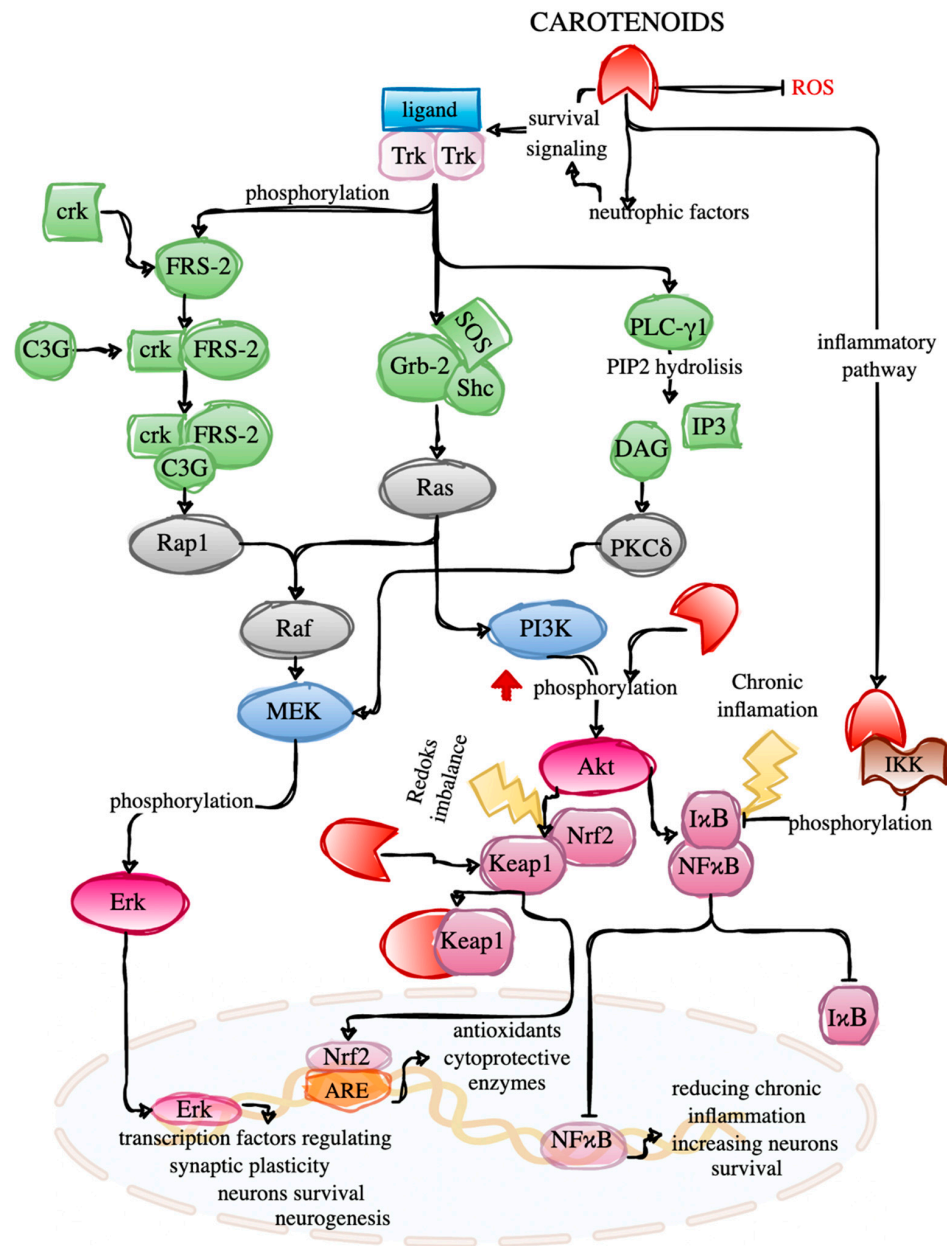 CAROTENOIDS
ROS
ligand
Trk
Trk
survival
signaling
neutrophic factors
phosphorylation
crk
FRS-2
C3G
crk
FRS-2
crk
FRS-2
C3G
Rap1
SOS
Grb-2
Shc
Ras
PLC-γ1
PIP2 hydrolisis
IP3
DAG
PKCδ
inflammatory
pathway
Raf
MEK
PI3K
phosphorylation
Chronic
inflamation
IKK
phosphorylation
Akt
Redoks
imbalance
Nrf2
Keap1
IϰB
NFϰB
phosphorylation
Erk
Keap1
IϰB
Nrf2
ARE
antioxidants
cytoprotective
enzymes
Erk
transcription factors regulating
synaptic plasticity
neurons survival
neurogenesis
NFϰB
reducing chronic
inflammation
increasing neurons
survival